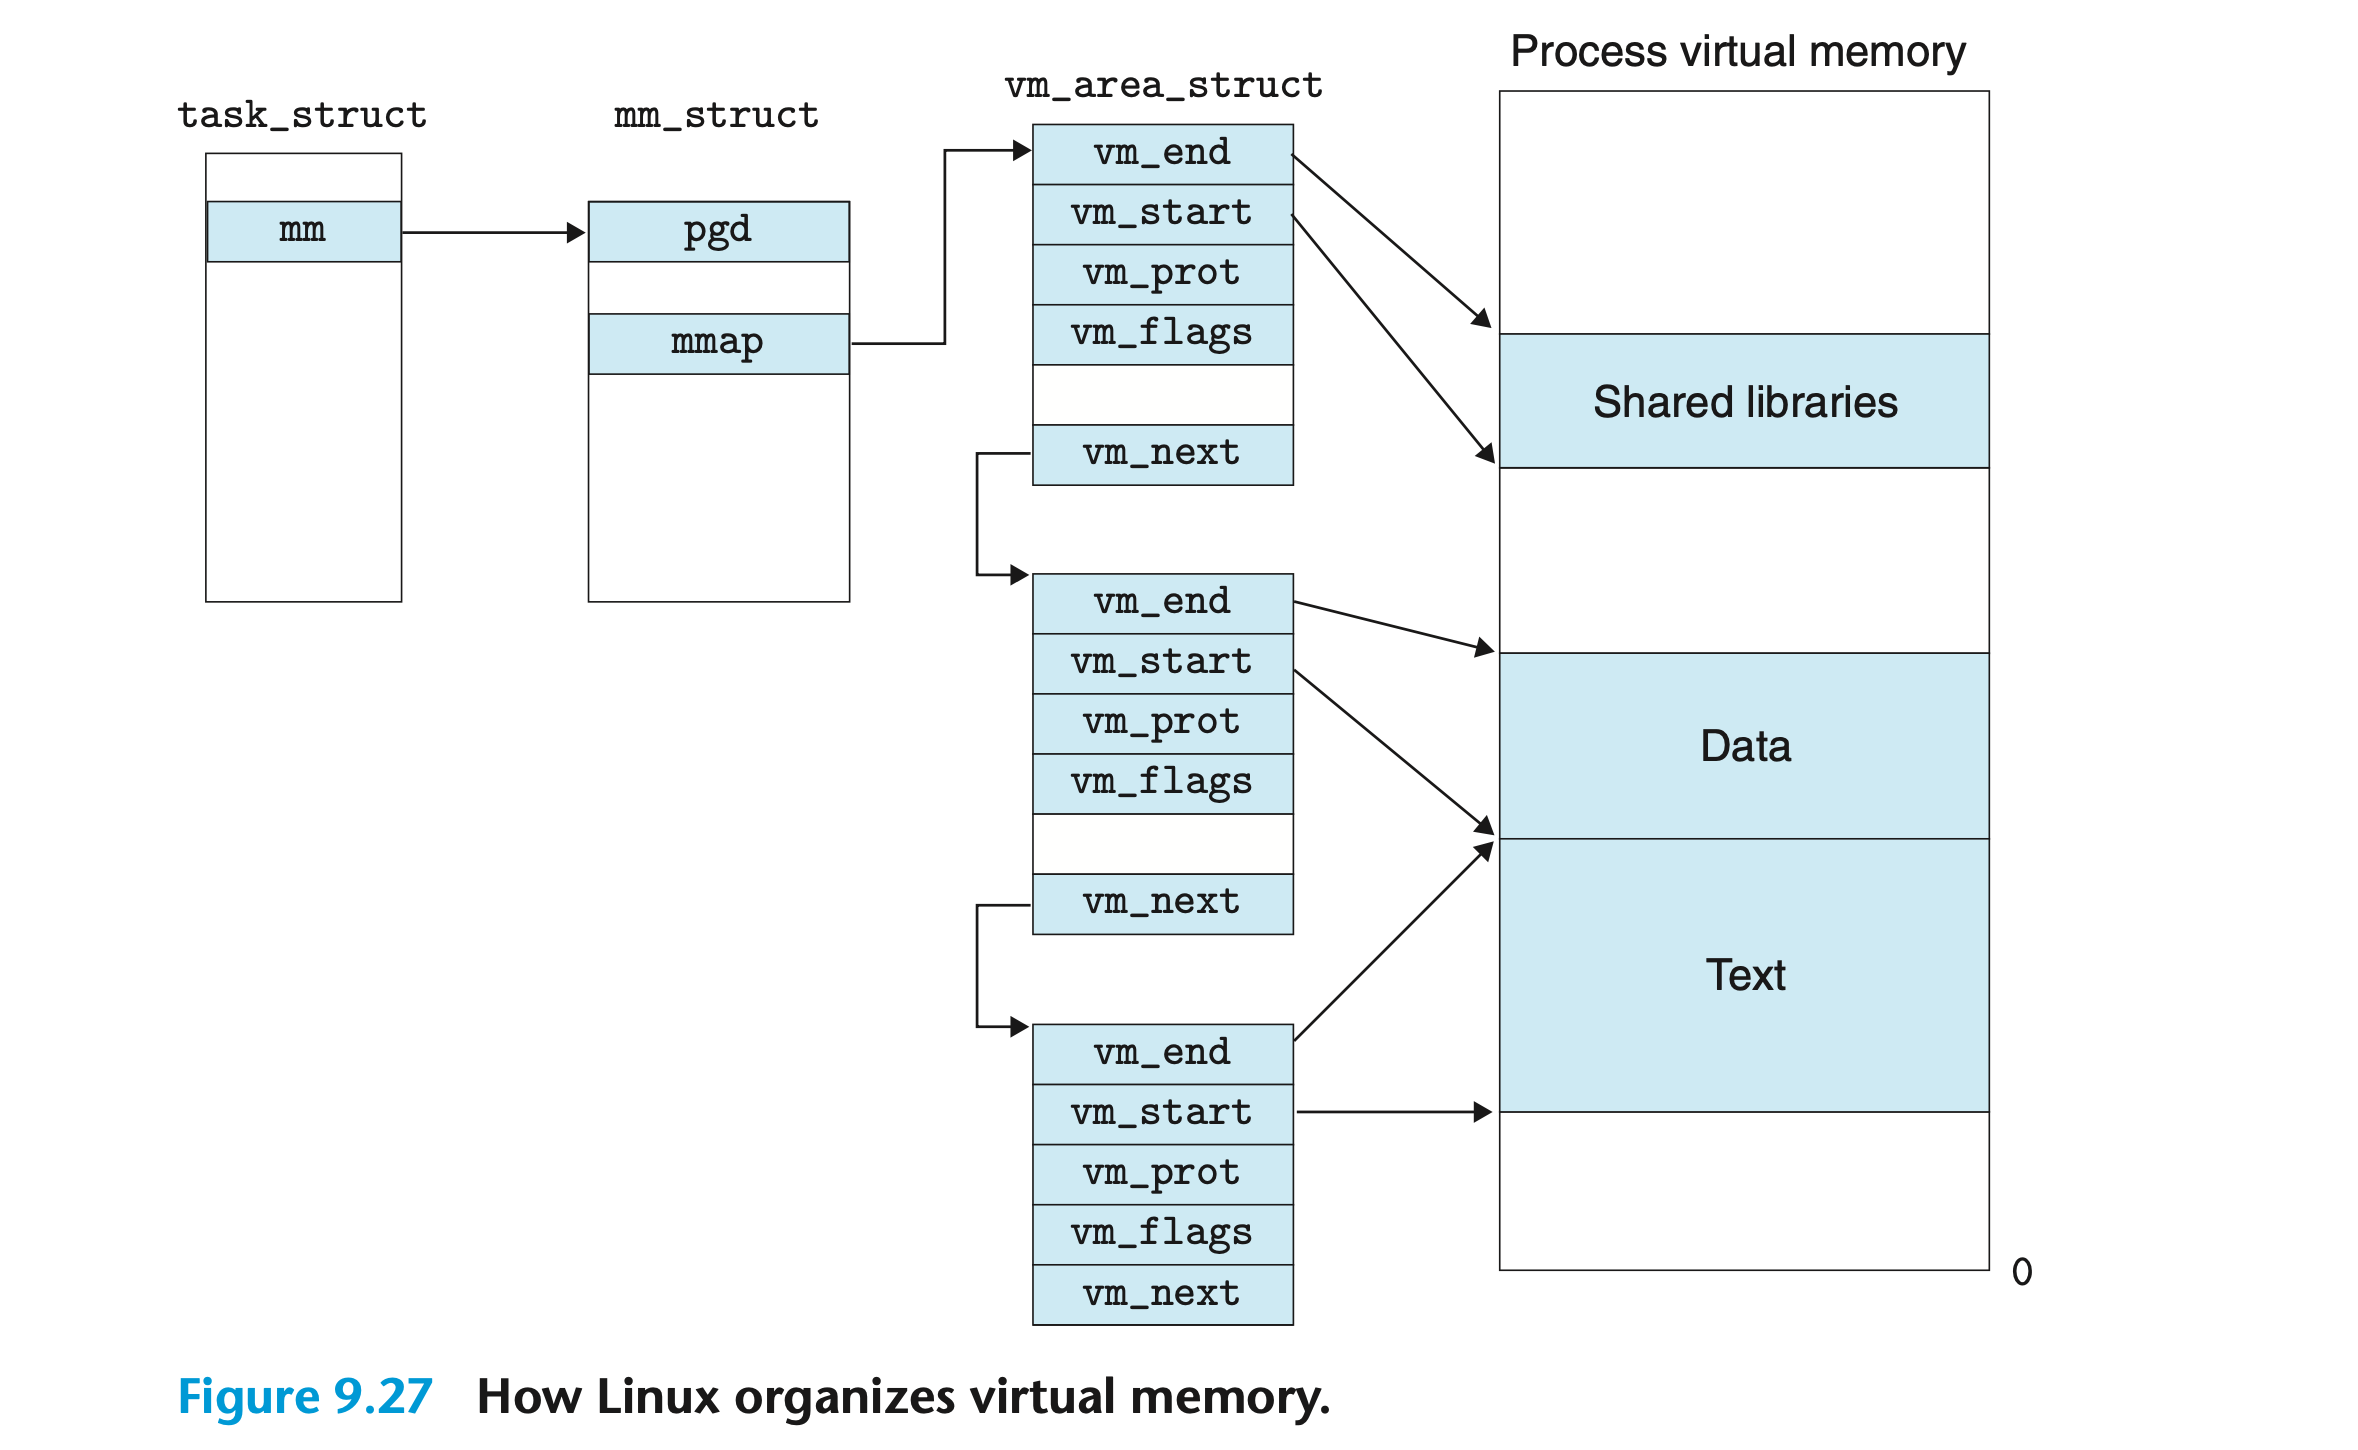 Process virtual memory
vm_area_struct
task_struct
mm_struct
vm_end
vm_start
mm
pgd
vm_prot
vm_flags
mmap
Shared libraries
vm_next
vm_end
vm_start
vm_prot
Data
vm_flags
vm_next
Text
vm_end
vm_start
vm_prot
vm_flags
0
vm_next
Figure 9.27 How Linux organizes virtual memory.